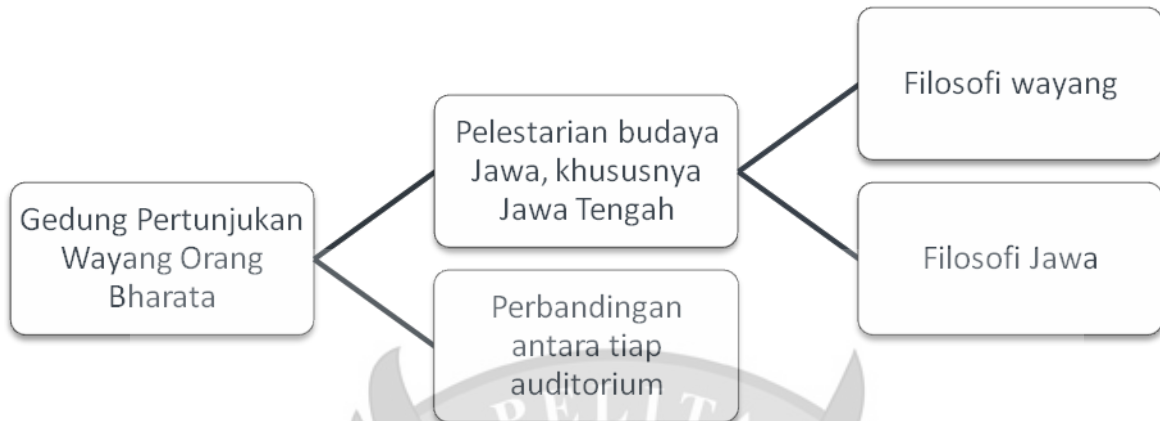 Gedung Pertunjukan
Wayang Orang
Bharata
Pelestarian budaya
Jawa, khususnya
Jawa Tengah
Perbandingan
antara tiap
auditorium
Filosofi wayang
Filosofi Jawa
PELITA